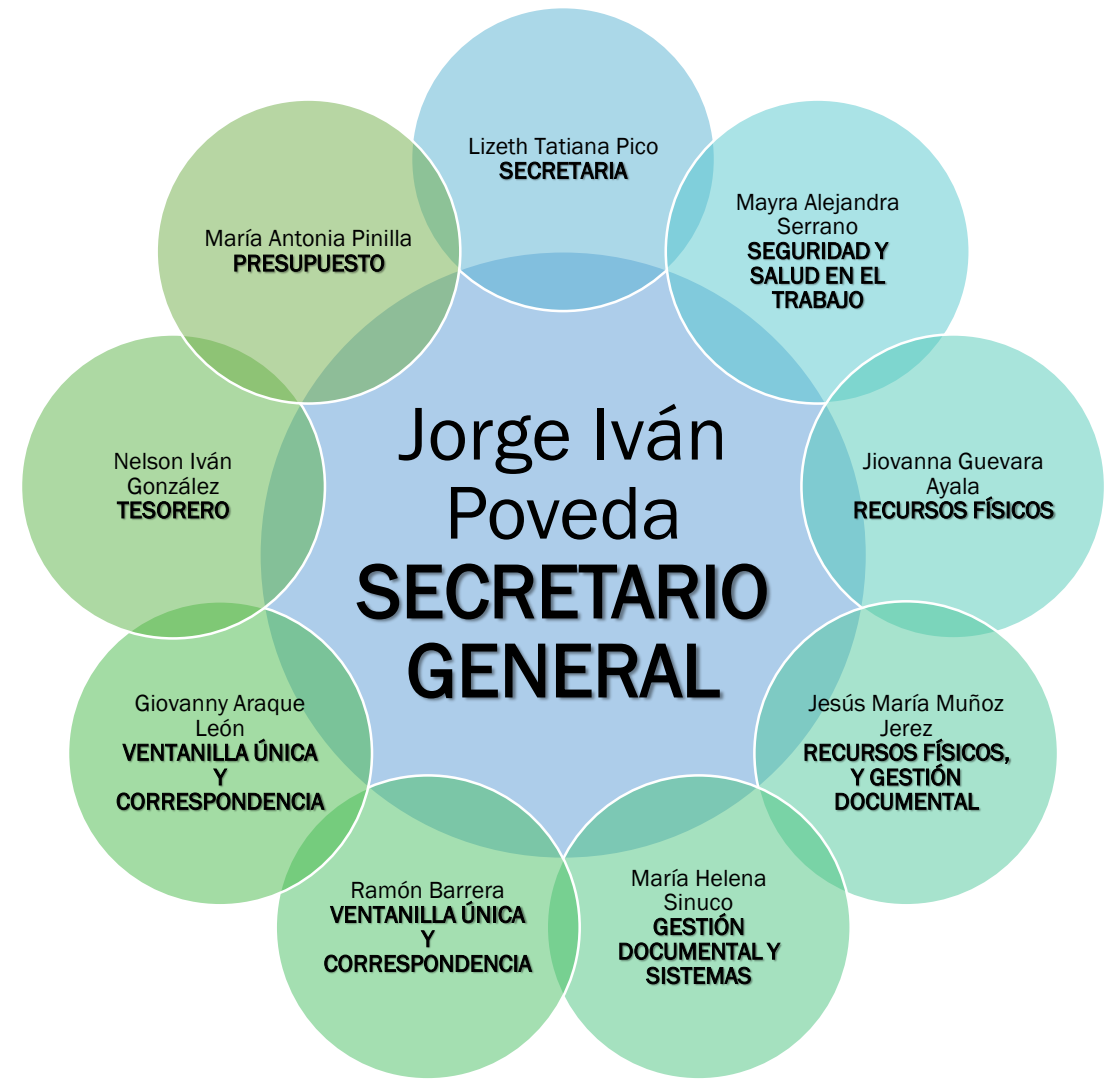 Lizeth Tatiana Pico
SECRETARIA
Mayra Alejandra
Serrano
SEGURIDAD Y
SALUD EN EL
TRABAJO
Jiovanna Guevara
Ayala
RECURSOS FÍSICOS
Jesús María Muñoz
Jerez
RECURSOS FÍSICOS,
Y GESTIÓN
DOCUMENTAL
María Helena
Sinuco
GESTIÓN
DOCUMENTAL Y
SISTEMAS
Ramón Barrera
VENTANILLA ÚNICA
Y
CORRESPONDENCIA
Giovanny Araque
León
VENTANILLA ÚNICA
Y
CORRESPONDENCIA
Nelson Iván
González
TESORERO
María Antonia Pinilla
PRESUPUESTO
Jorge Iván
Poveda
SECRETARIO
GENERAL